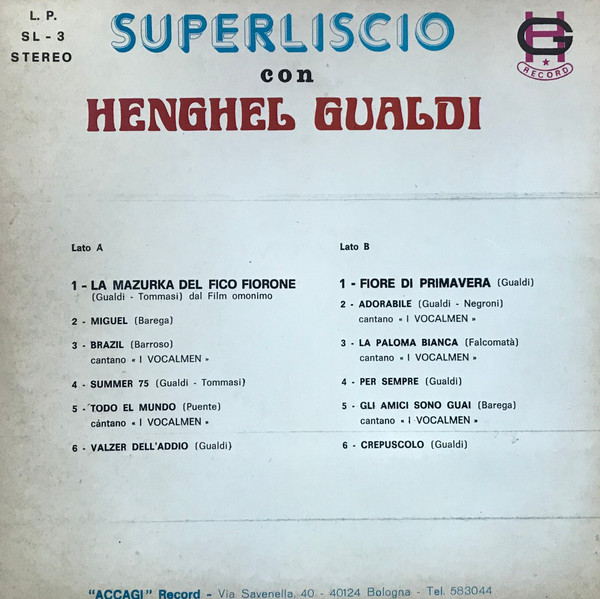 L. P.
SL - 3
STEREO
SUPERLISCIO
con
HENGHEL GUALDI
HG
RECORD
Lato A
1 - LA MAZURKA DEL FICO FIORONE
(Gualdi - Tommasi) dal Film omonimo
2 - MIGUEL (Barega)
3 - BRAZIL (Barroso)
cantano « I VOCALMEN »
4 - SUMMER 75 (Gualdi - Tommasi)
5 - TODO EL MUNDO (Puente)
cantano « I VOCALMEN »
6 - VALZER DELL'ADDIO (Gualdi)
Lato B
1 - FIORE DI PRIMAVERA (Gualdi)
2 - ADORABILE (Gualdi - Negroni)
cantano « I VOCALMEN »
3 - LA PALOMA BIANCA (Falcomatà)
cantano « I VOCALMEN »
4 - PER SEMPRE (Gualdi)
5 - GLI AMICI SONO GUAI (Barega)
cantano « I VOCALMEN »
6 - CREPUSCOLO (Gualdi)
"ACCAGI" Record - Via Savenella, 40 - 40124 Bologna - Tel. 583044